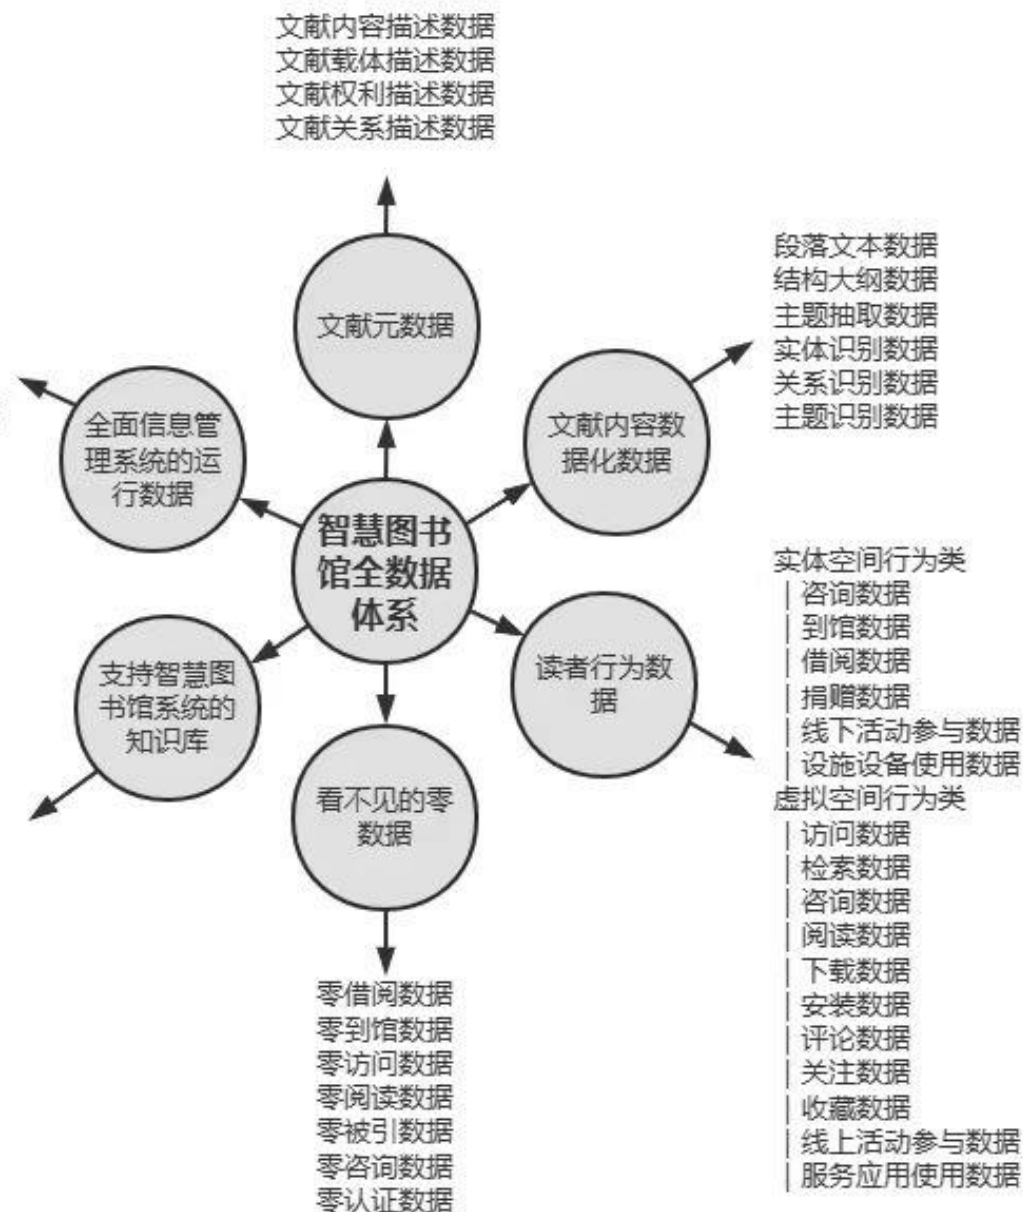 文献内容描述数据
文献载体描述数据
文献权利描述数据
文献关系描述数据
文献元数据
段落文本数据
结构大纲数据
主题抽取数据
实体识别数据
关系识别数据
主题识别数据
文献内容数
据化数据
全面信息管
理系统的运
行数据
智慧图书
馆全数据
体系
读者行为数
据
实体空间行为类
|咨询数据
|到馆数据
|借阅数据
|捐赠数据
|线下活动参与数据
|设施设备使用数据
虚拟空间行为类
|访问数据
|检索数据
|咨询数据
|阅读数据
|下载数据
|安装数据
|评论数据
|关注数据
|收藏数据
|线上活动参与数据
|服务应用使用数据
支持智慧图
书馆系统的
知识库
看不见的零
数据
零借阅数据
零到馆数据
零访问数据
零阅读数据
零被引数据
零咨询数据
零认证数据